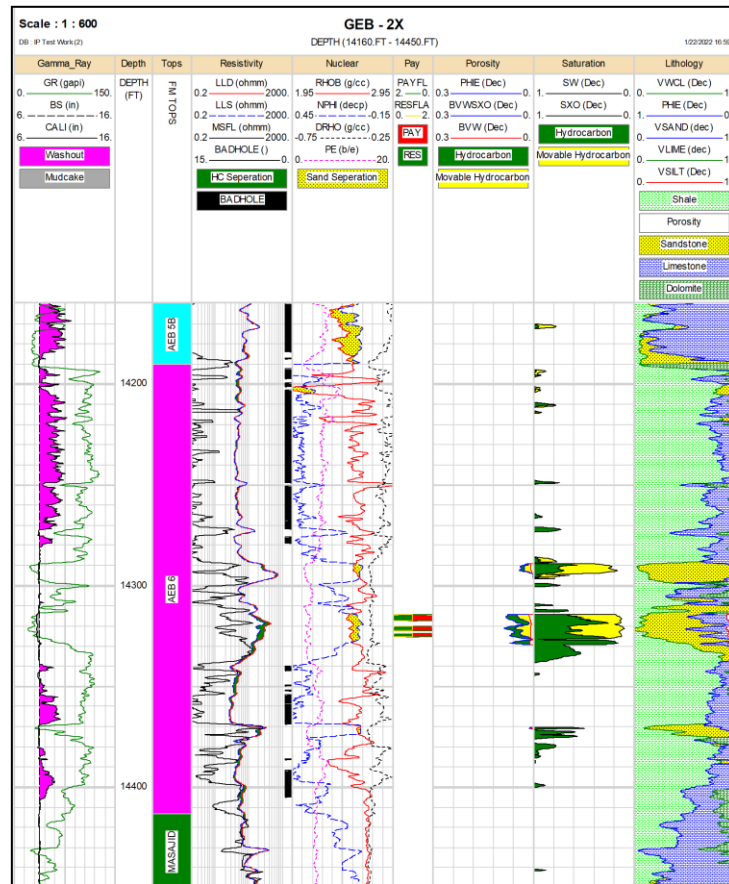 Scale : 1 : 600
GEB - 2X
DB : IP Test Work (2)
DEPTH (14160.FT - 14450.FT)
Gamma_Ray Depth Tops Resistivity Nuclear Pay Porosity Saturation Lithology
GR (gapi)
0. 150.
BS (in)
6. 16.
CALI (in)
6. 16.
Washout
Mudcake
DEPTH
(FT)
FM TOPS
LLD (ohmm)
0.2 2000.
LLS (ohmm)
0.2 2000.
MSFL (ohmm)
0.2 2000.
BADHOLE ()
15. 0.
HC Seperation
BADHOLE
RHOB (g/cc)
1.95 2.95
NPHI (decp)
0.45 -0.15
DRHO (g/cc)
-0.75 0.25
PE (b/e)
0. 20.
Sand Seperation
PAYFL
2. 0.
RESFLA
0. 2.
PAY
RES
PHIE (Dec)
0.3 0.
BVWSXO (Dec)
0.3 0.
BVW (Dec)
0.3 0.
Hydrocarbon
Movable Hydrocarbon
SW (Dec)
1. 0.
SXO (Dec)
1. 0.
Hydrocarbon
Movable Hydrocarbon
VWCL (Dec)
0. 1
PHIE (Dec)
1. 0
VSAND (dec)
0. 1
VLIME (Dec)
0. 1
VSILT (Dec)
0. 1
Shale
Porosity
Sandstone
Limestone
Dolomite
AEB 5B
14200
AEB 6
14300
14400
MASAJID